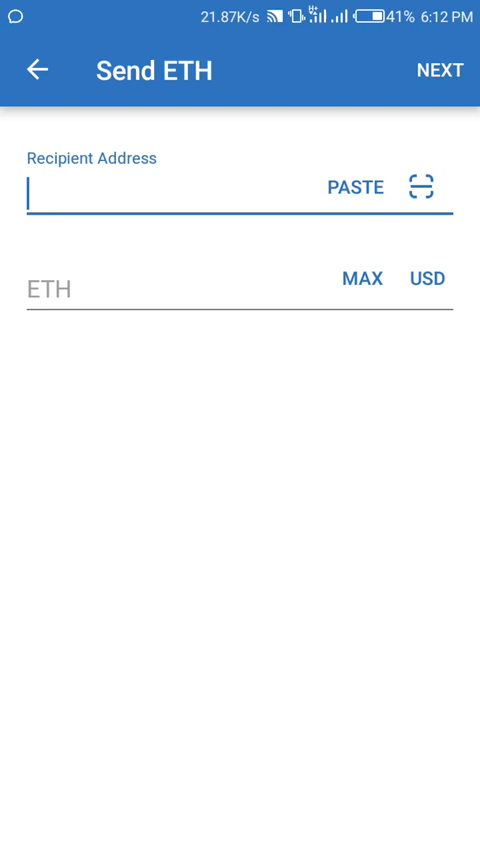 21.87K/s H+ 41% 6:12 PM
Send ETH NEXT
Recipient Address
PASTE
ETH MAX USD